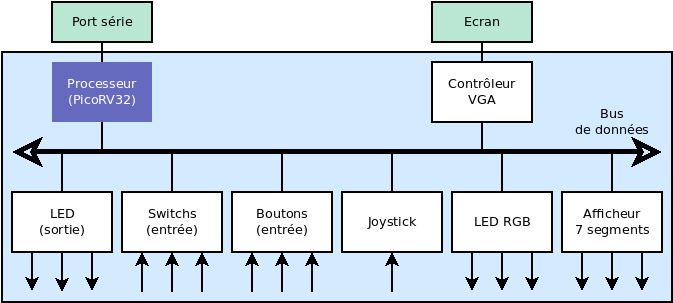 Port série
Ecran
Processeur
(PicoRV32)
Contrôleur
VGA
Bus
de données
LED
(sortie)
Switchs
(entrée)
Boutons
(entrée)
Joystick
LED RGB
Afficheur
7 segments